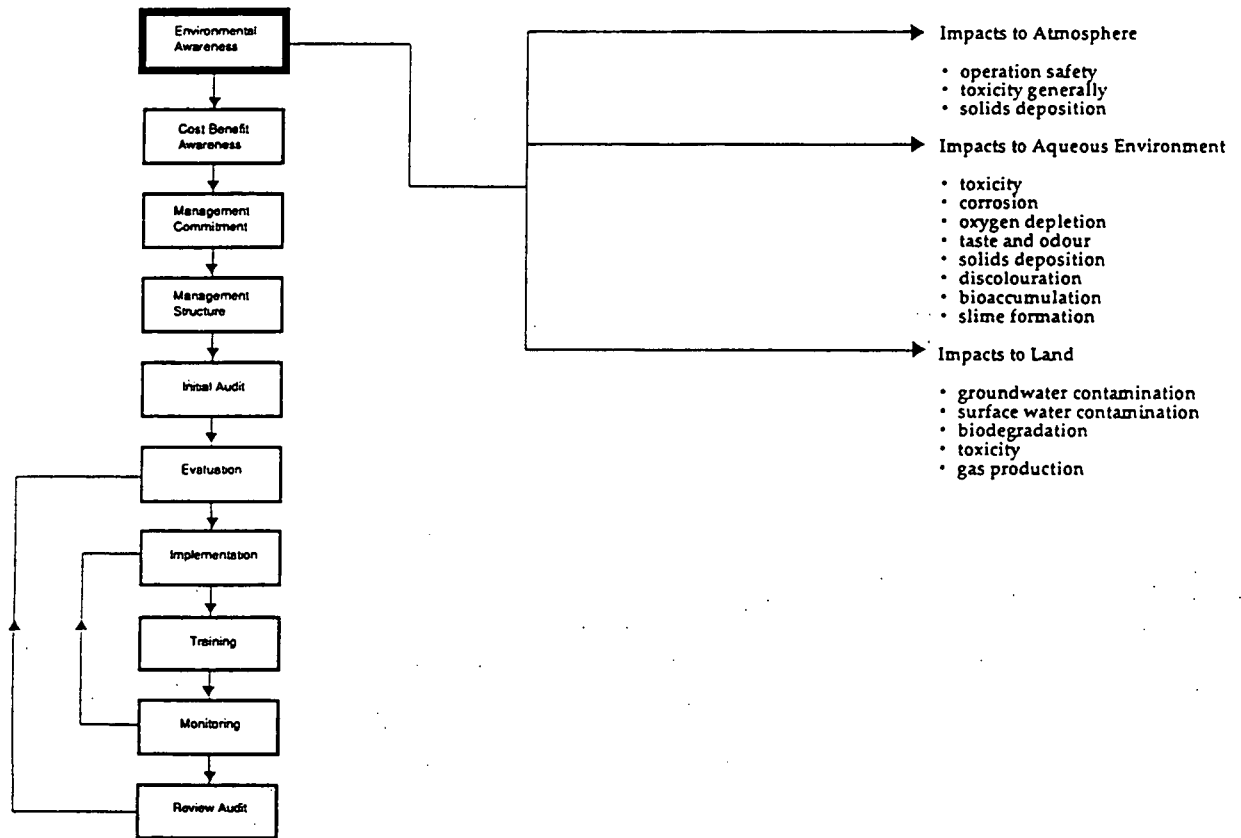 Environmental
Awareness
Cost Benefit
Awareness
Management
Commitment
Management
Structure
Initial Audit
Evaluation
Implementation
Training
Monitoring
Review Audit
Impacts to Atmosphere
• operation safety
• toxicity generally
• solids deposition
Impacts to Aqueous Environment
• toxicity
• corrosion
• oxygen depletion
• taste and odour
• solids deposition
• discolouration
• bioaccumulation
• slime formation
Impacts to Land
• groundwater contamination
• surface water contamination
• biodegradation
• toxicity
• gas production